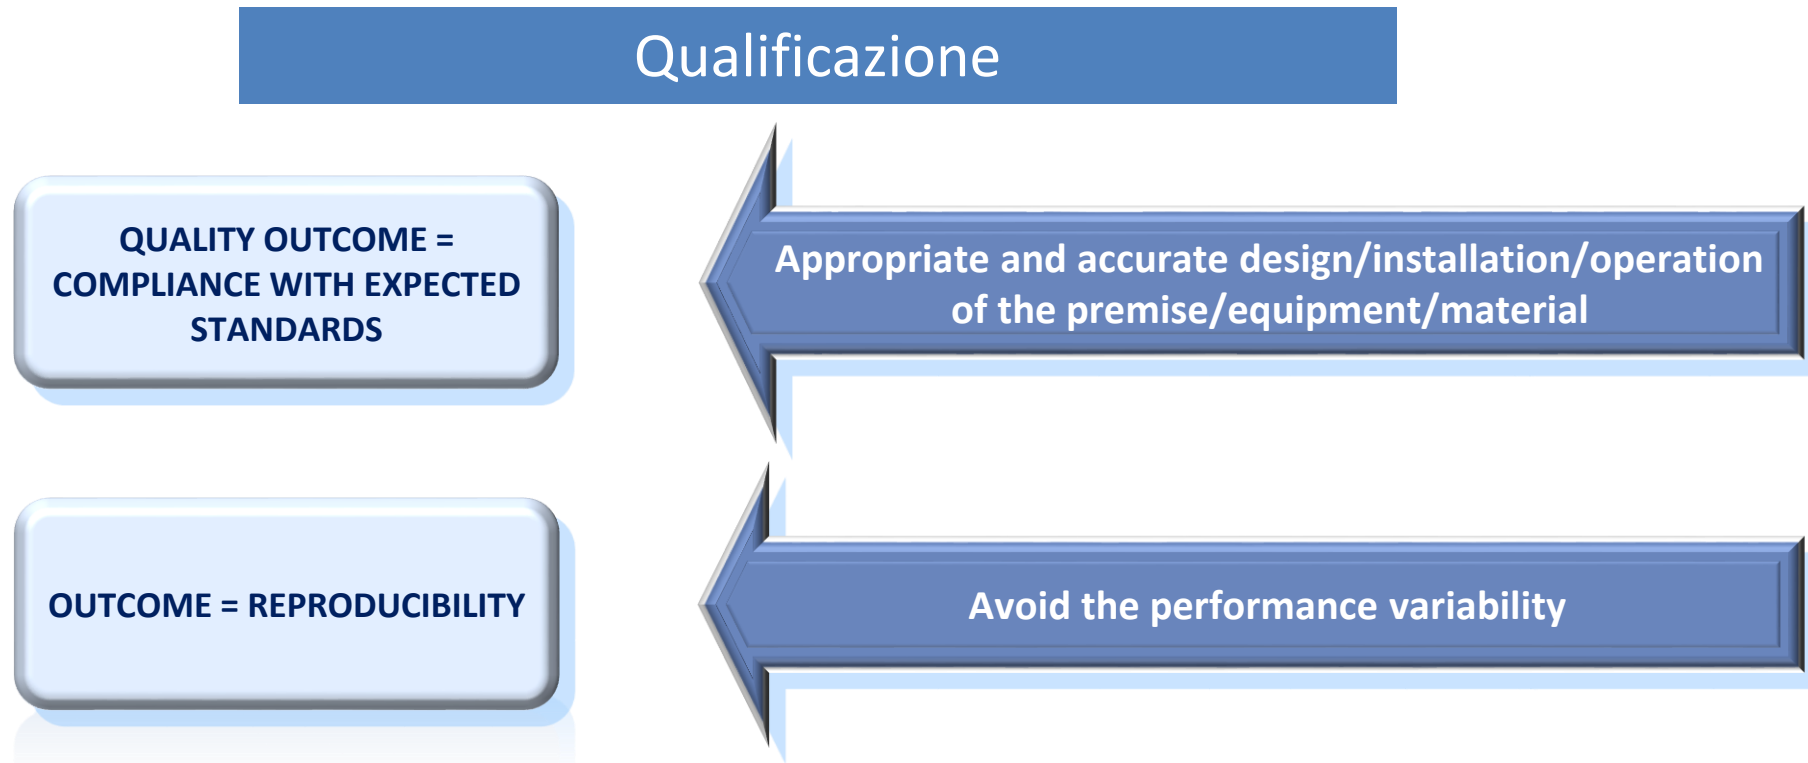 Qualificazione
QUALITY OUTCOME =
COMPLIANCE WITH EXPECTED
STANDARDS
Appropriate and accurate design/installation/operation
of the premise/equipment/material
OUTCOME = REPRODUCIBILITY
Avoid the performance variability